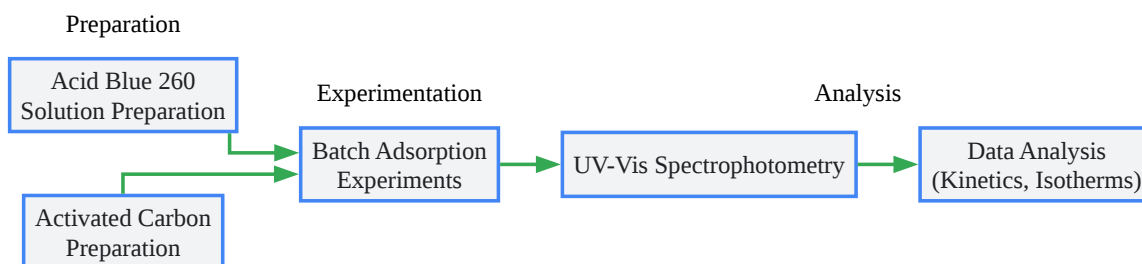 Preparation
Acid Blue 260
Solution Preparation
Activated Carbon
Preparation
Experimentation
Batch Adsorption
Experiments
Analysis
UV-Vis Spectrophotometry
Data Analysis
(Kinetics, Isotherms)